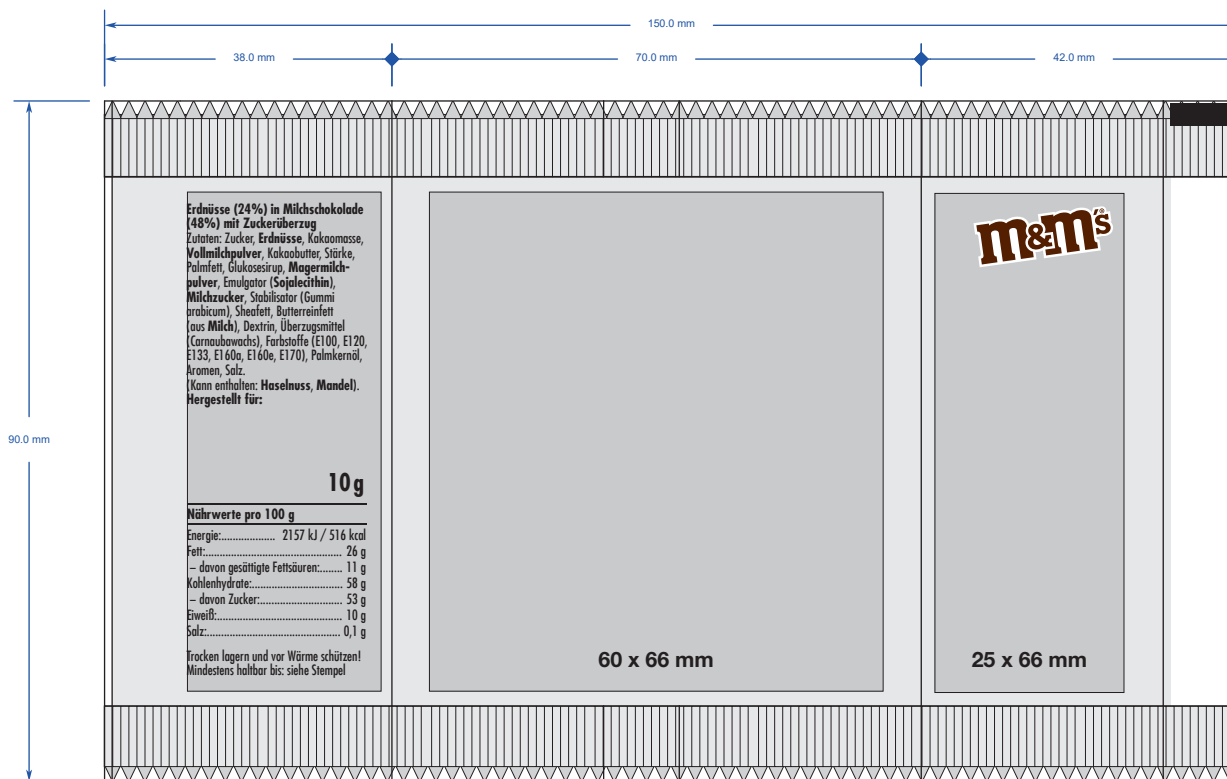 150.0 mm
38.0 mm
70.0 mm
42.0 mm
90.0 mm
Erdnüsse (24%) in Milchschokolade
(48%) mit Zuckerüberzug
Zutaten: Zucker, Erdnüsse, Kakaomasse,
Vollmilchpulver, Kakaobutter, Stärke,
Palmfett, Glukosesirup, Magermilch-
pulver, Emulgator (Sojalecithin),
Milchzucker, Stabilisator (Gummi
arabicum), Sheafett, Butterreinfett
(aus Milch), Dextrin, Überzugsmittel
(Carnaubawachs), Farbstoffe (E100, E120,
E133, E160a, E160e, E170), Palmkernöl,
Aromen, Salz.
(Kann enthalten: Haselnuss, Mandel).
Hergestellt für:
10 g
Nährwerte pro 100 g
Energie:................... 2157 kJ / 516 kcal
Fett:................................................ 26 g
– davon gesättigte Fettsäuren:........ 11 g
Kohlenhydrate:................................ 58 g
– davon Zucker:............................. 53 g
Eiweiß:............................................ 10 g
Salz:............................................... 0,1 g
Trocken lagern und vor Wärme schützen!
Mindestens haltbar bis: siehe Stempel
60 x 66 mm
m&m's®
25 x 66 mm